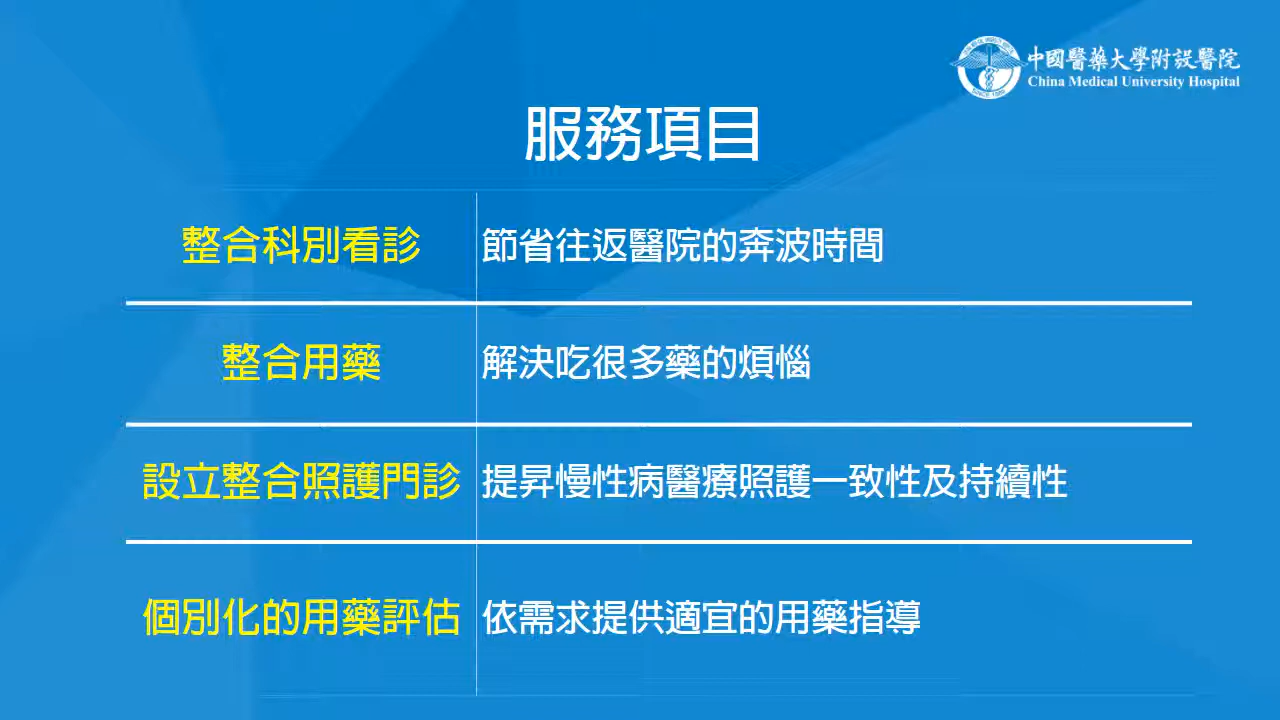 中國醫藥大學附設醫院
China Medical University Hospital
服務項目
整合科別看診 節省往返醫院的奔波時間
整合用藥 解決吃很多藥的煩惱
設立整合照護門診 提昇慢性病醫療照護一致性及持續性
個別化的用藥評估 依需求提供適宜的用藥指導